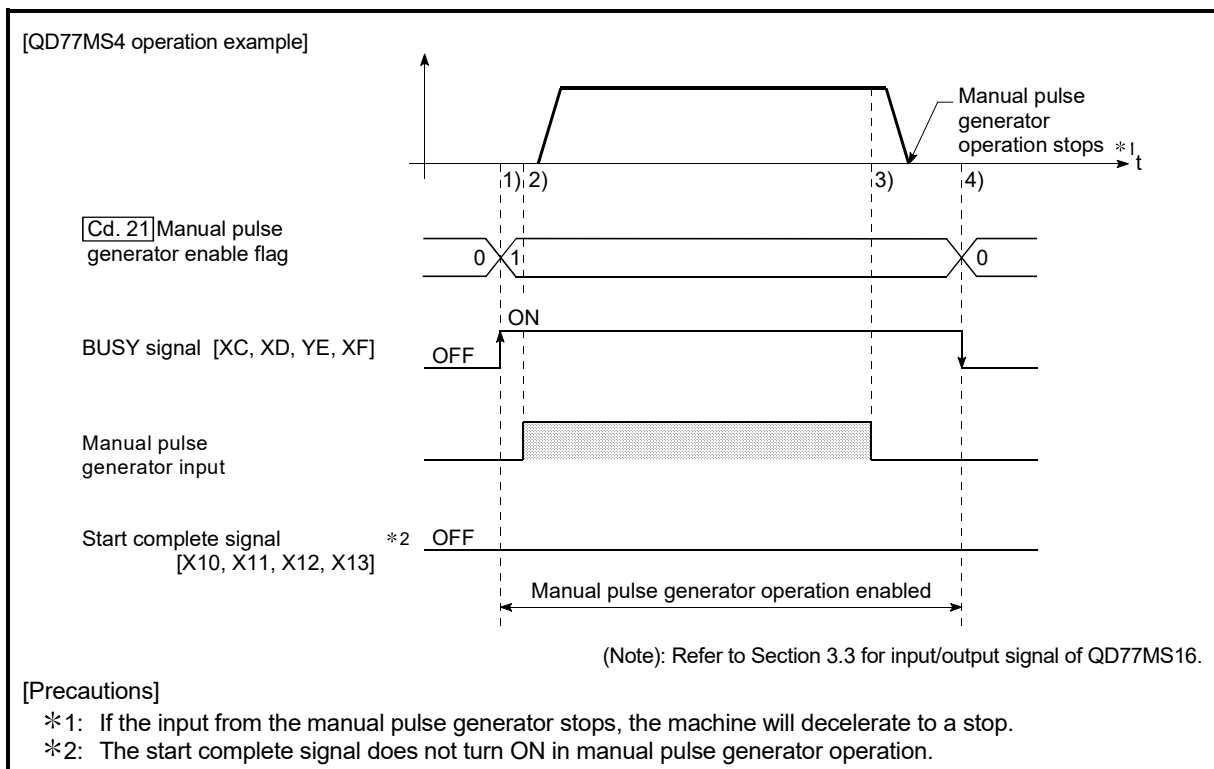 [QD77MS4 operation example]
Manual pulse
generator
operation stops *1
t
1) 2) 3) 4)
Cd. 21 Manual pulse
generator enable flag
0 1 0
ON
BUSY signal [XC, XD, YE, XF] OFF
Manual pulse
generator input
Start complete signal *2 OFF
[X10, X11, X12, X13]
Manual pulse generator operation enabled
(Note): Refer to Section 3.3 for input/output signal of QD77MS16.
[Precautions]
*1: If the input from the manual pulse generator stops, the machine will decelerate to a stop.
*2: The start complete signal does not turn ON in manual pulse generator operation.